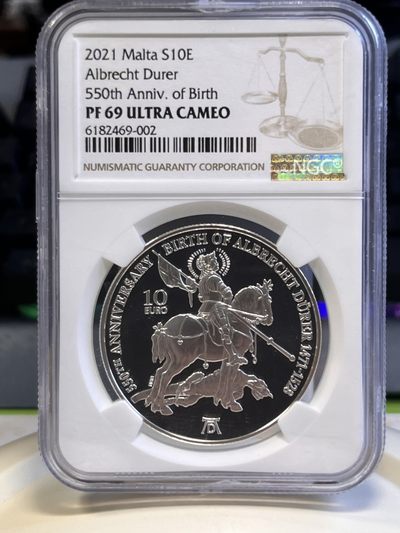 2021 Malta S10E
Albrecht Durer
550th Anniv. of Birth
PF 69 ULTRA CAMEO
6182469-002
NUMISMATIC GUARANTY CORPORATION
NGC
550TH ANNIVERSARY BIRTH OF ALBRECHT DÜRER 1471-1528
10
EURO